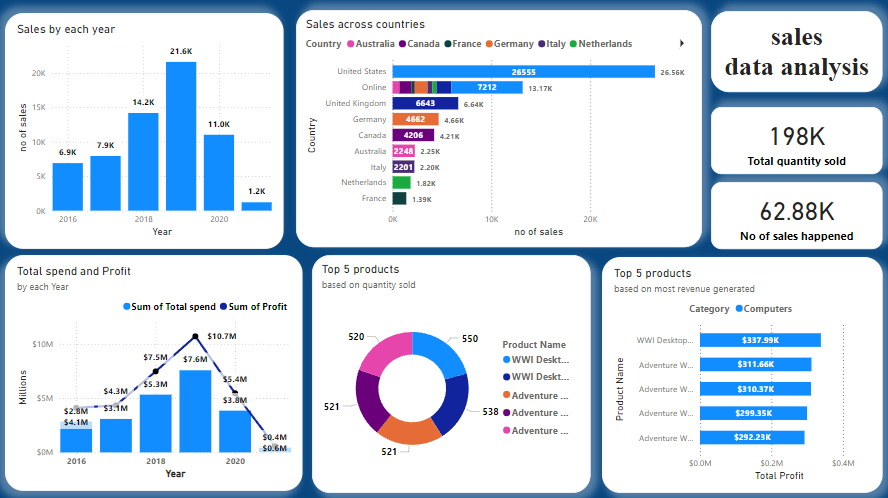 Sales by each year
no of sales
20K
15K
10K
5K
0K
6.9K
7.9K
14.2K
21.6K
11.0K
1.2K
2016
2018
2020
Year
Sales across countries
Country Australia Canada France Germany Italy Netherlands
Country
United States 26555 26.56K
Online 7212 13.17K
United Kingdom 6643 6.64K
Germany 4662 4.66K
Canada 4206 4.21K
Australia 2248 2.25K
Italy 2201 2.20K
Netherlands 1.82K
France 1.39K
0K 10K 20K
no of sales
sales
data analysis
198K
Total quantity sold
62.88K
No of sales happened
Total spend and Profit
by each Year
Sum of Total spend Sum of Profit
Millions
$10M
$5M
$0M
$2.8M
$4.1M
$4.3M
$3.1M
$7.5M
$5.3M
$10.7M
$7.6M
$5.4M
$3.8M
$0.4M
$0.6M
2016 2018 2020
Year
Top 5 products
based on quantity sold
520
550
538
521
521
Product Name
WWI Deskt...
WWI Deskt...
Adventure ...
Adventure ...
Adventure ...
Top 5 products
based on most revenue generated
Category Computers
Product Name
WWI Desktop... $337.99K
Adventure W... $311.66K
Adventure W... $310.37K
Adventure W... $299.35K
Adventure W... $292.23K
$0.0M $0.2M $0.4M
Total Profit